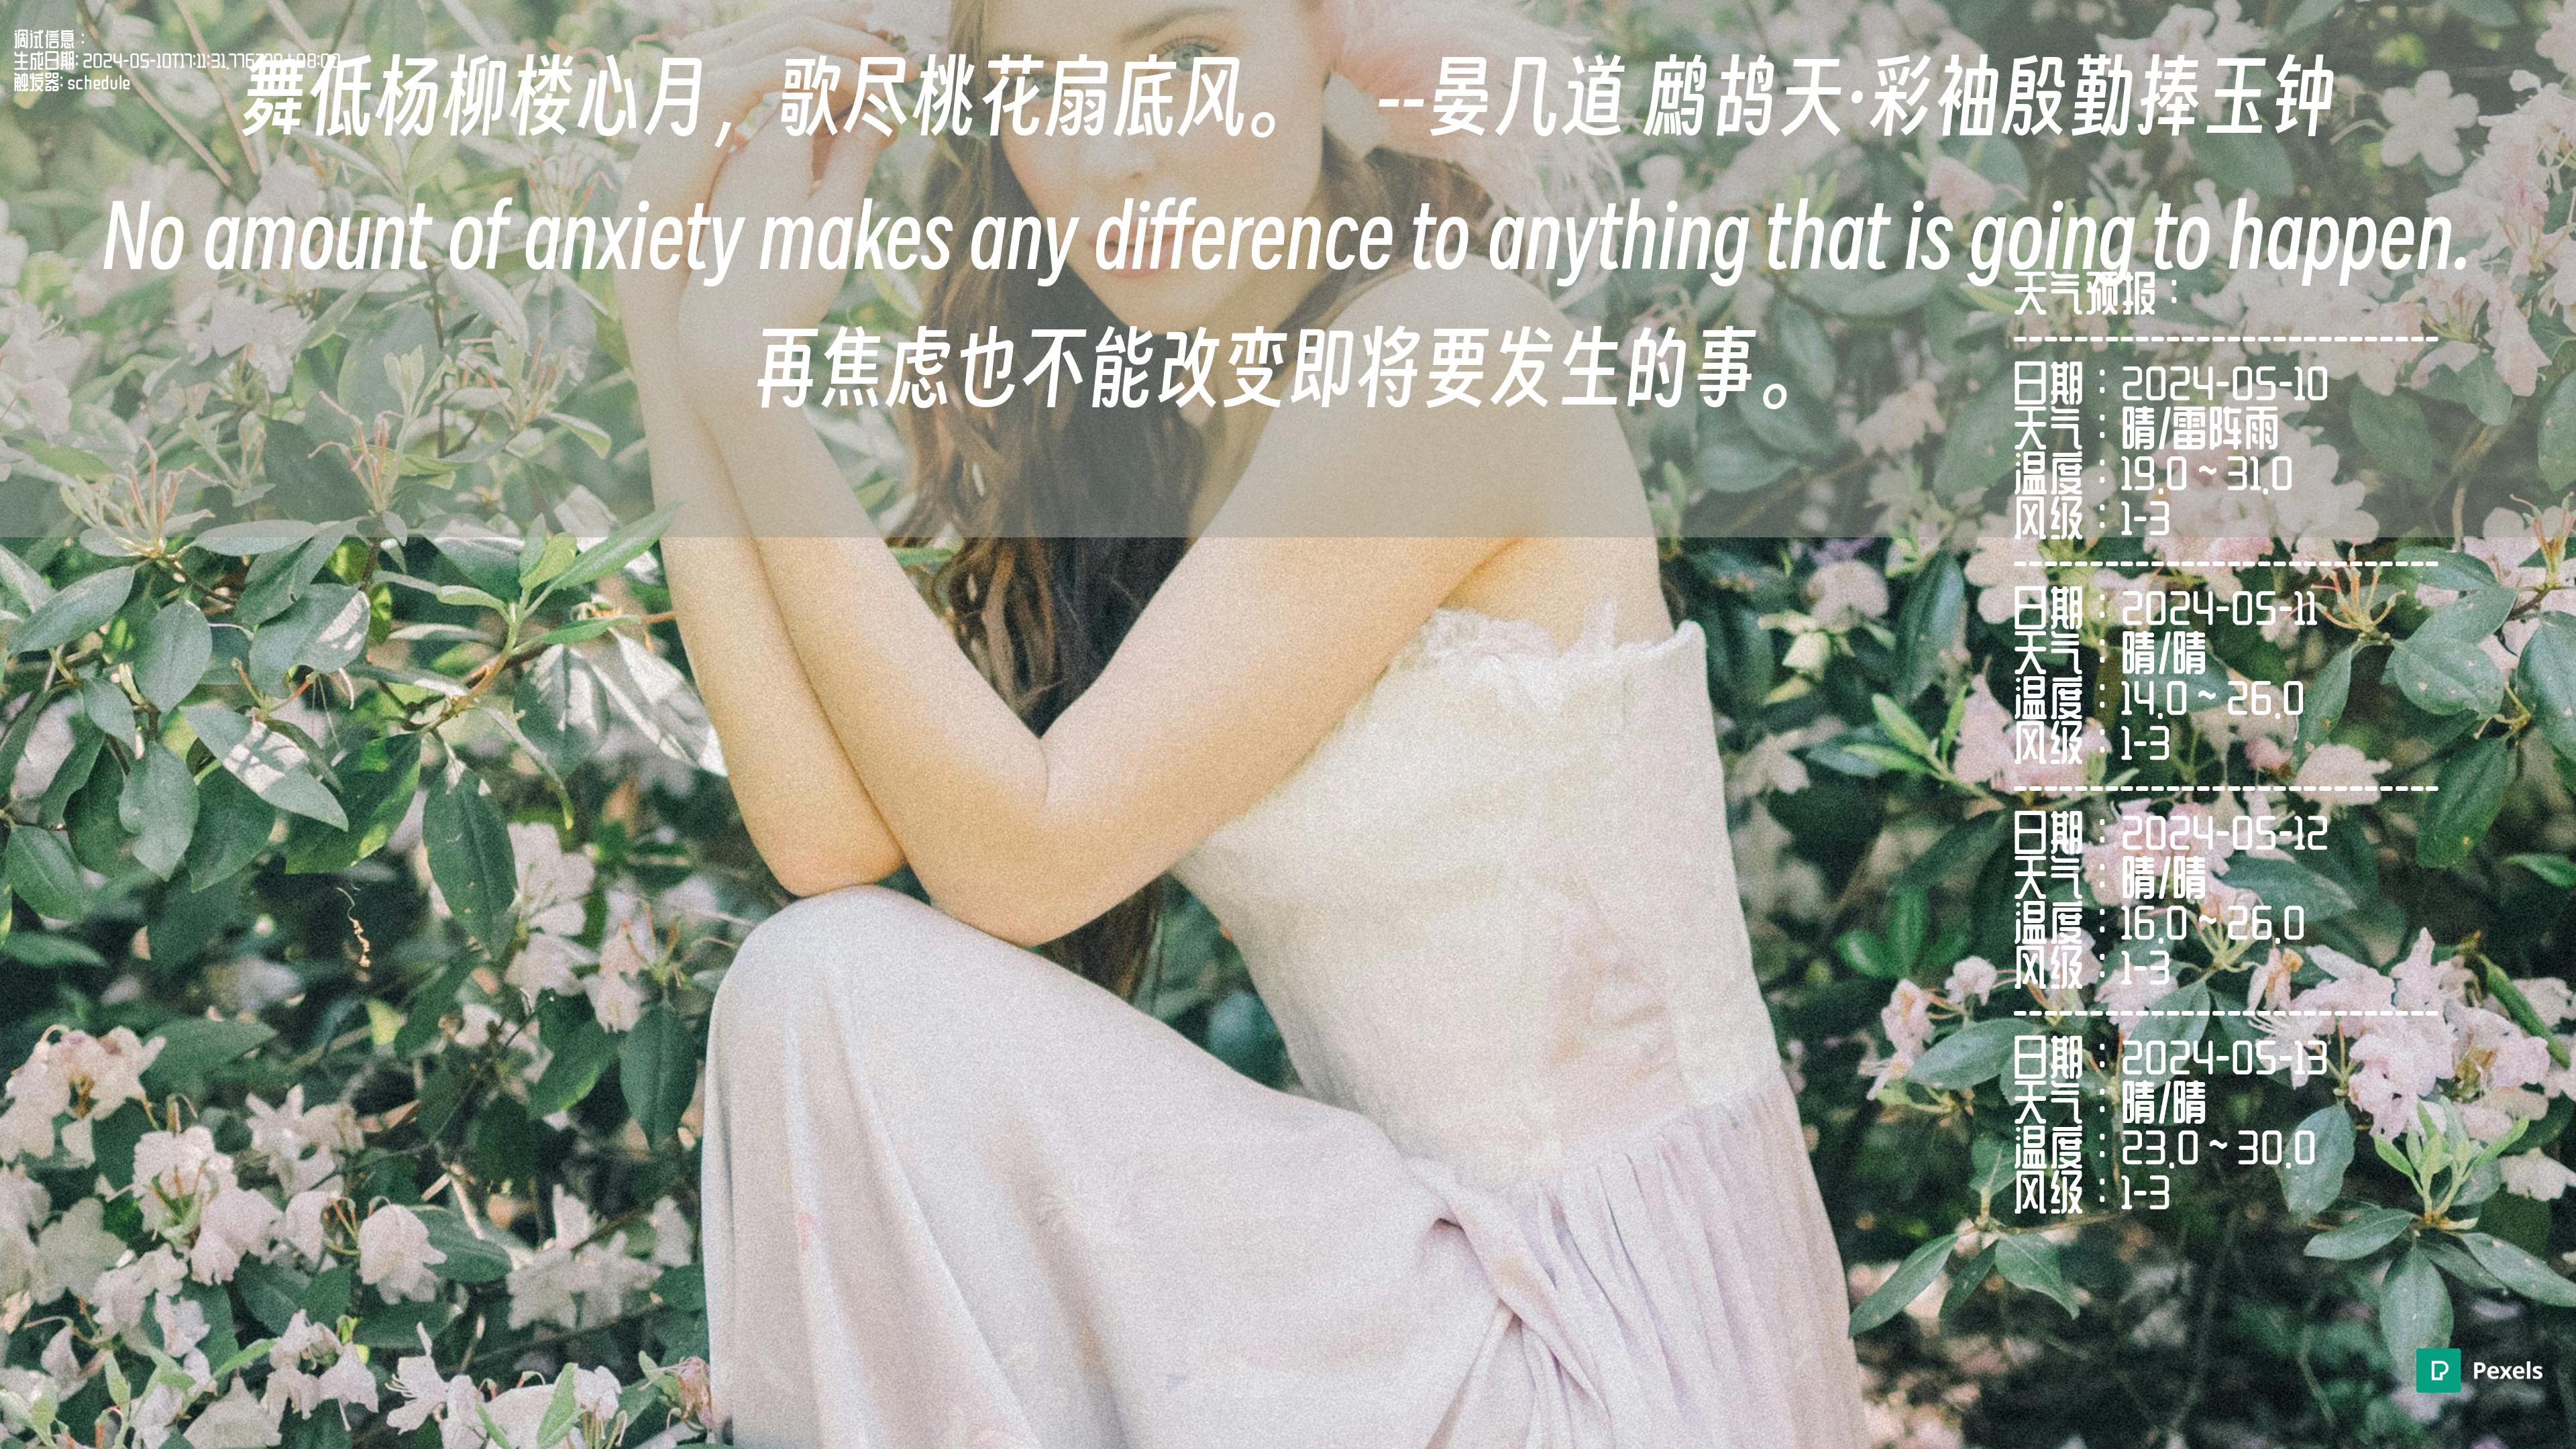 调试信息：
生成日期: 2024-05-10T17:11:31.776
触发器: schedule
舞低杨柳楼心月，歌尽桃花扇底风。 --晏几道 鹧鸪天·彩袖殷勤捧玉钟
No amount of anxiety makes any difference to anything that is going to happen.
再焦虑也不能改变即将要发生的事。
天气预报：
------------------------------
日期：2024-05-10
天气：晴/雷阵雨
温度：19.0 ~ 31.0
风级：1-3
------------------------------
日期：2024-05-11
天气：晴/晴
温度：14.0 ~ 26.0
风级：1-3
------------------------------
日期：2024-05-12
天气：晴/晴
温度：16.0 ~ 26.0
风级：1-3
------------------------------
日期：2024-05-13
天气：晴/晴
温度：23.0 ~ 30.0
风级：1-3
Pexels